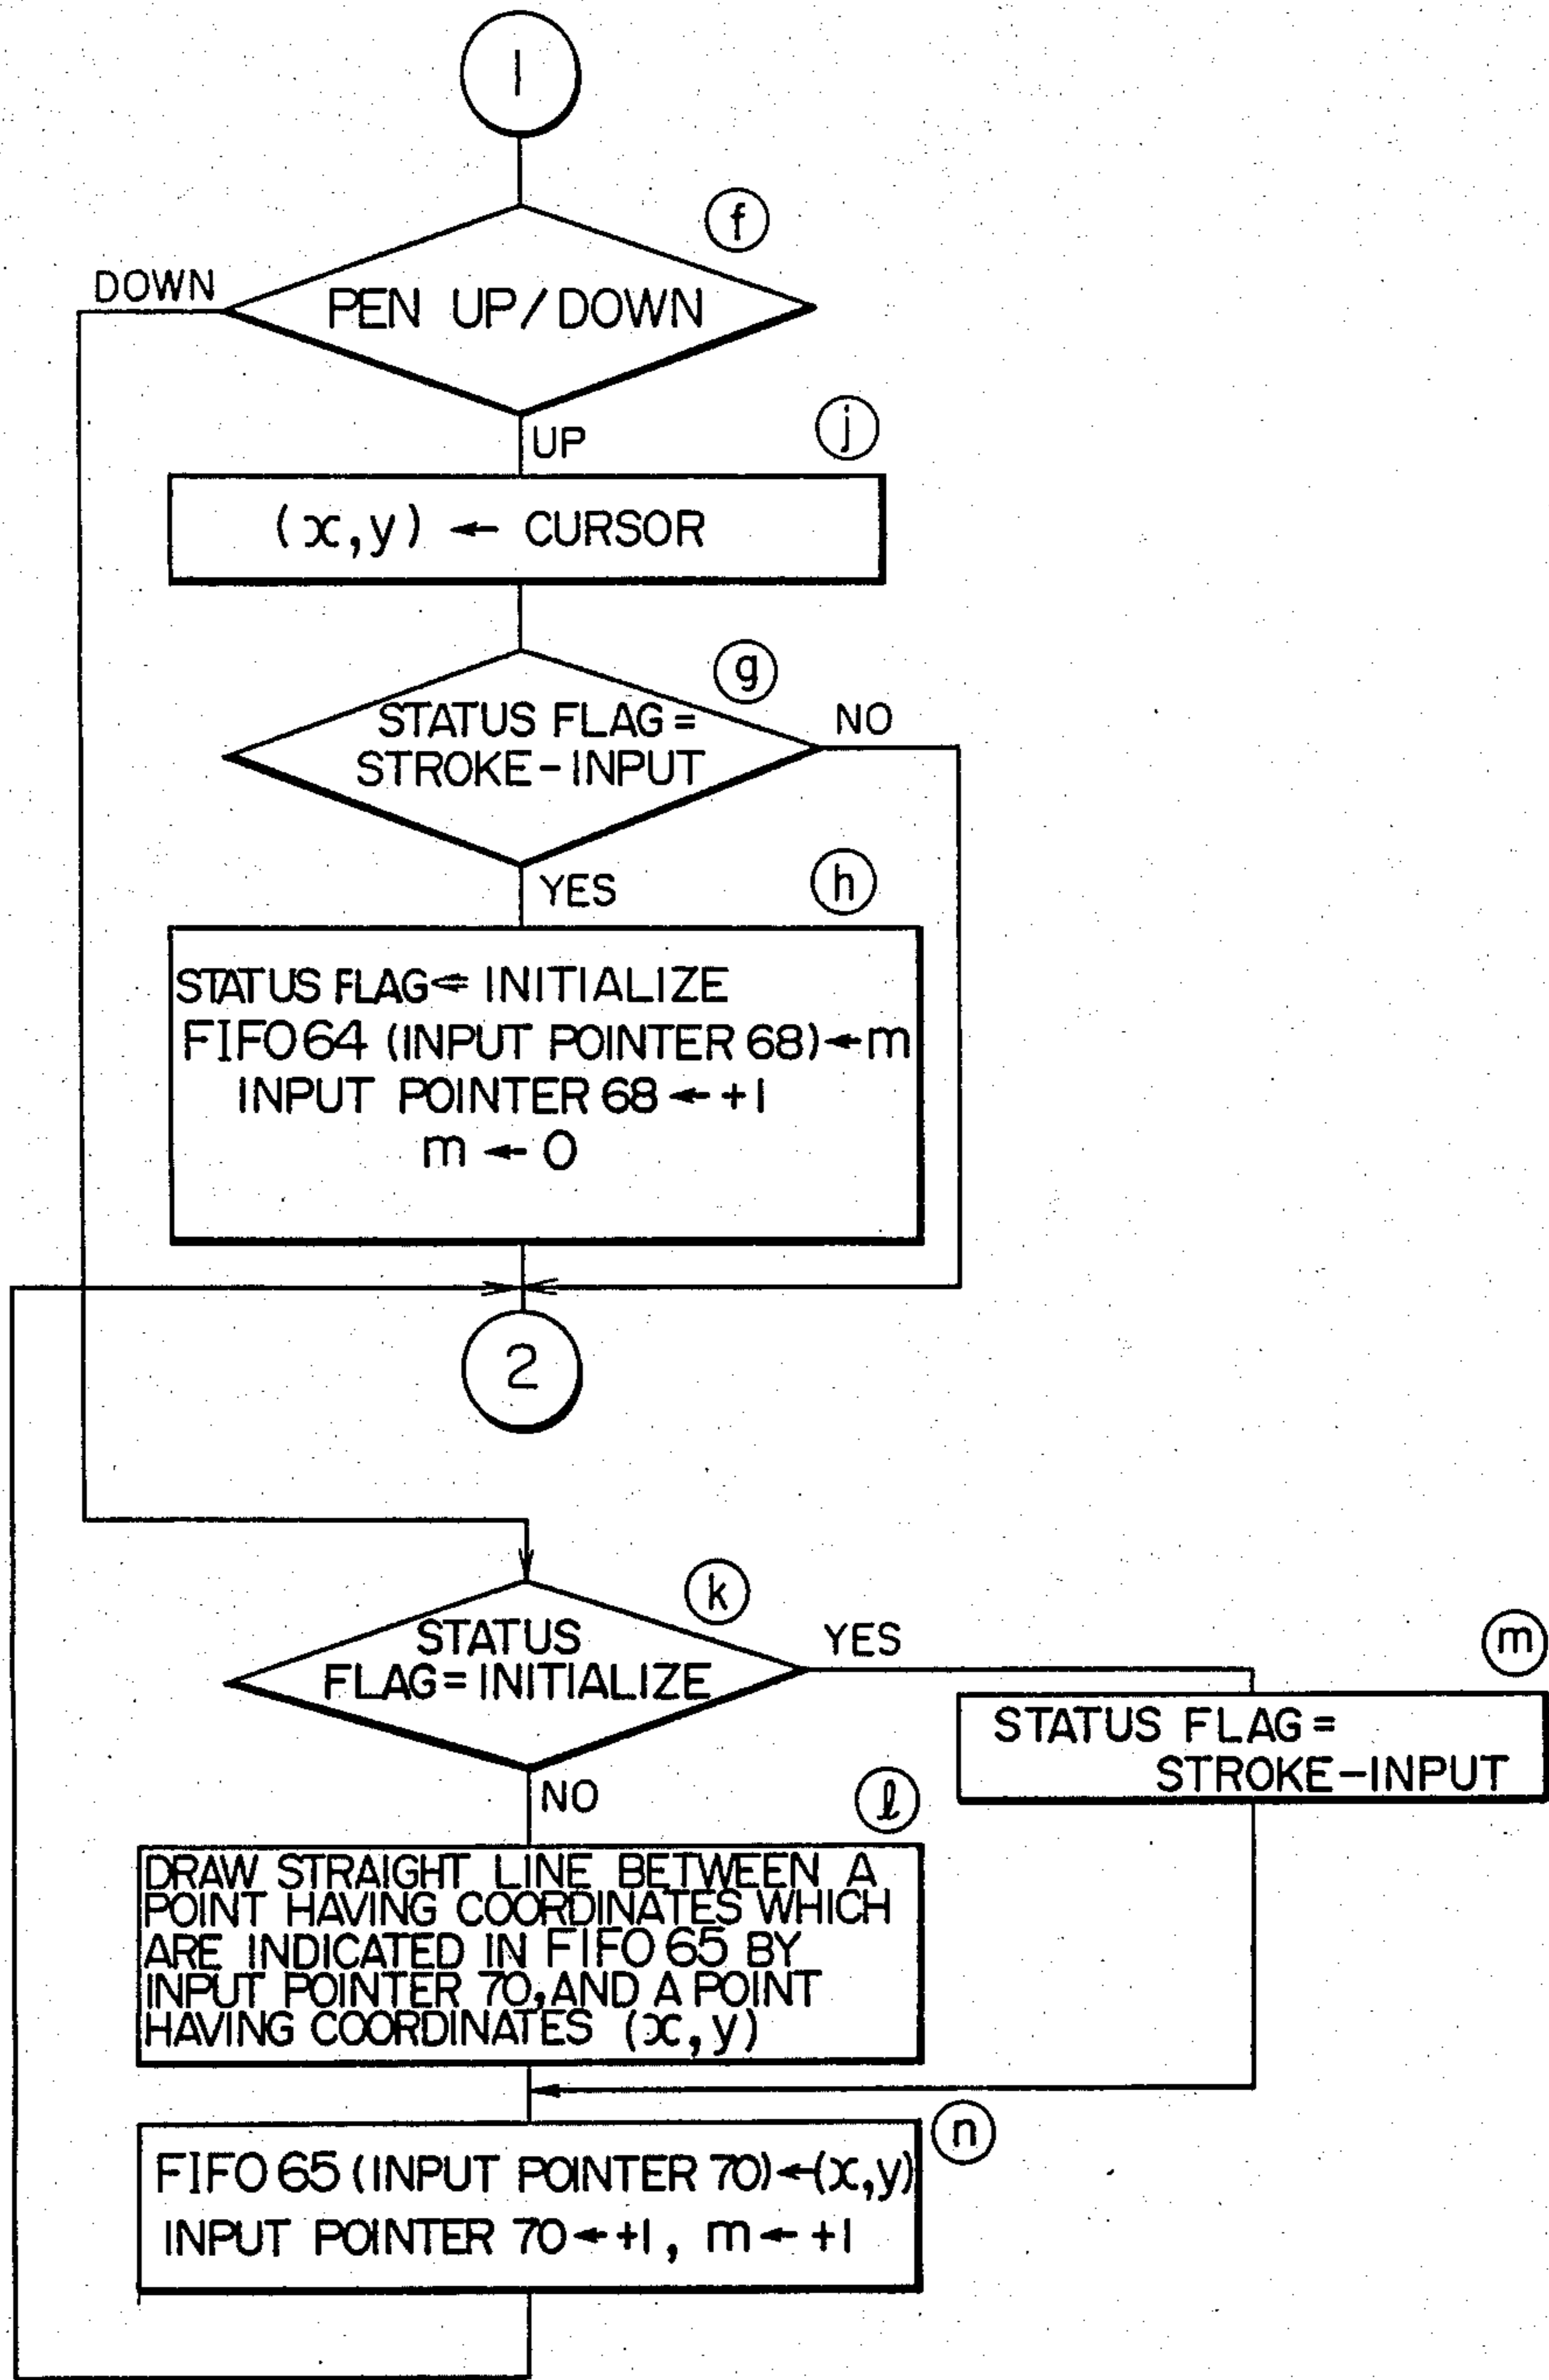 1
f
DOWN
PEN UP/DOWN
UP
j
(x,y) ← CURSOR
g
STATUS FLAG =
STROKE-INPUT
NO
YES
h
STATUS FLAG ⇐ INITIALIZE
FIFO 64 (INPUT POINTER 68) ← m
INPUT POINTER 68 ← +1
m ← 0
2
k
STATUS
FLAG = INITIALIZE
YES
m
STATUS FLAG =
STROKE-INPUT
NO
ℓ
DRAW STRAIGHT LINE BETWEEN A
POINT HAVING COORDINATES WHICH
ARE INDICATED IN FIFO 65 BY
INPUT POINTER 70, AND A POINT
HAVING COORDINATES (x,y)
n
FIFO 65 (INPUT POINTER 70) ← (x,y)
INPUT POINTER 70 ← +1, m ← +1